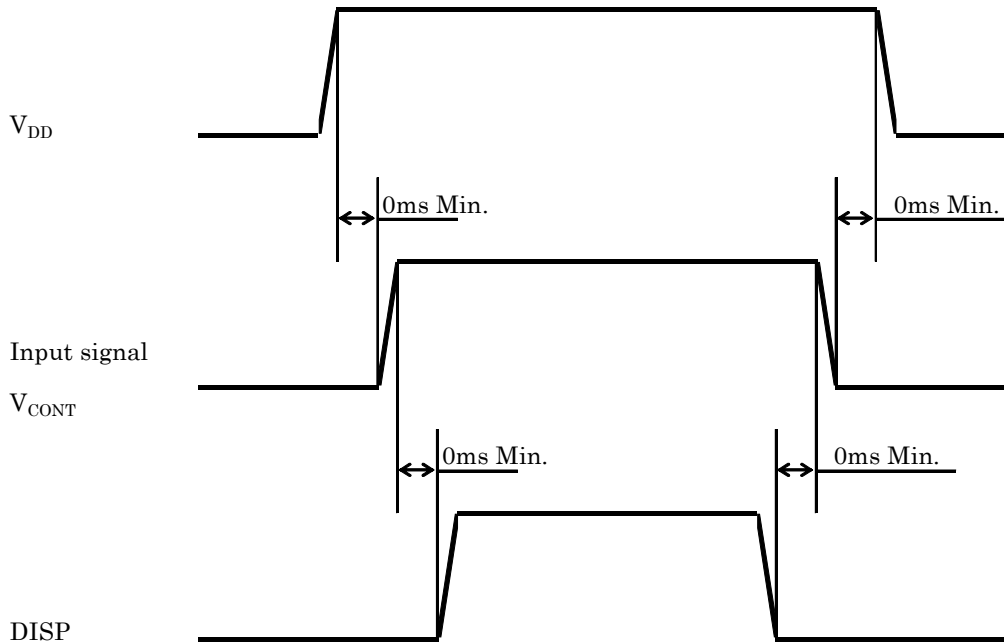 V_DD
0ms Min.
0ms Min.
Input signal
V_CONT
0ms Min.
0ms Min.
DISP